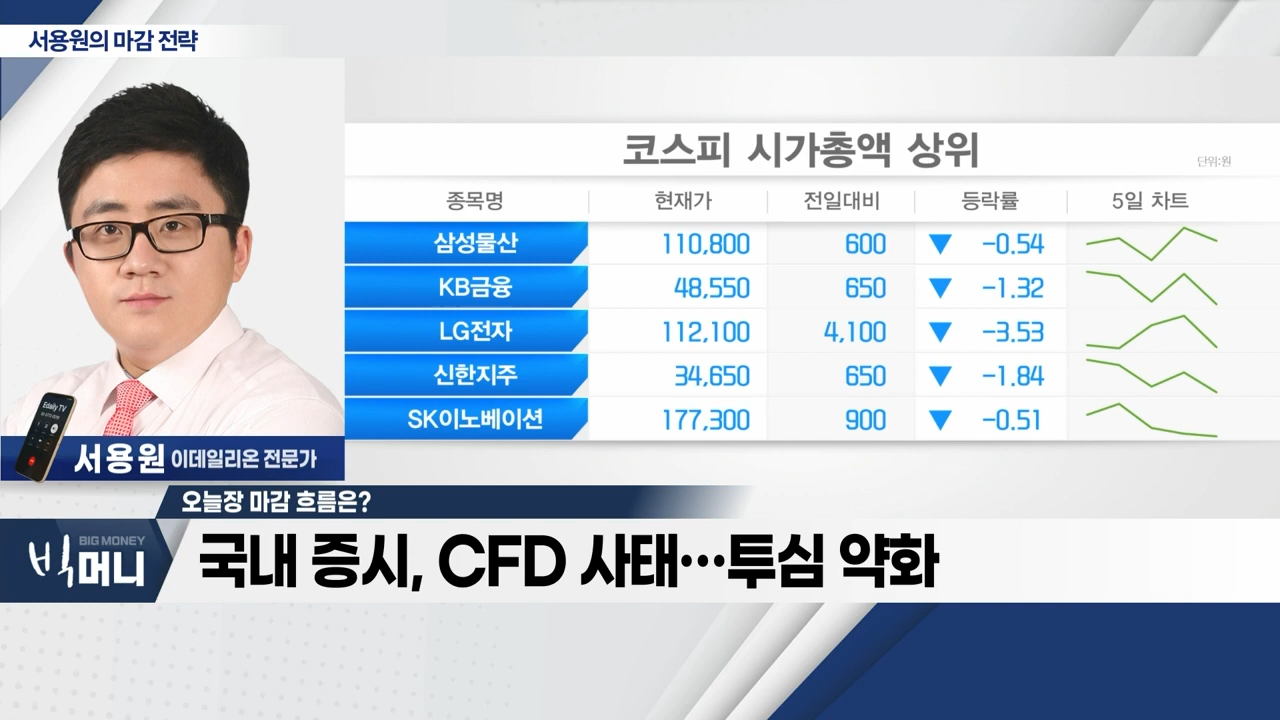 서용원의 마감 전략
코스피 시가총액 상위
단위:원
종목명 현재가 전일대비 등락률 5일 차트
삼성물산 110,800 600 ▼ -0.54
KB금융 48,550 650 ▼ -1.32
LG전자 112,100 4,100 ▼ -3.53
신한지주 34,650 650 ▼ -1.84
SK이노베이션 177,300 900 ▼ -0.51
Edaily TV
서용원 이데일리온 전문가
오늘장 마감 흐름은?
BIG MONEY
빅머니
국내 증시, CFD 사태…투심 약화